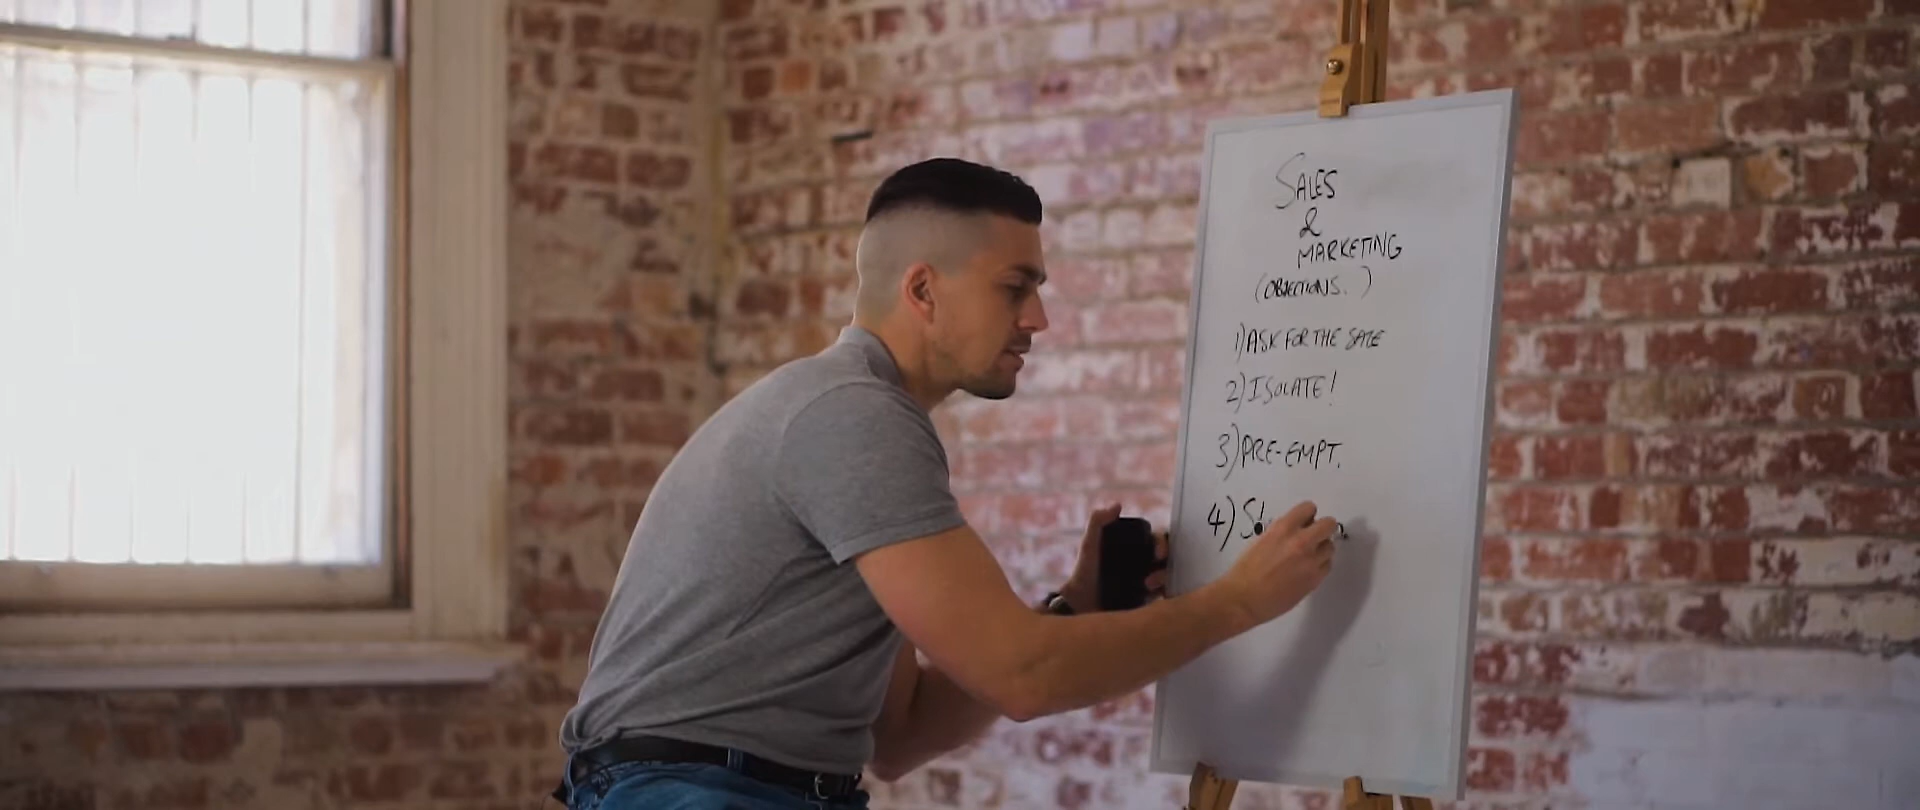 SALES
&
MARKETING
(OBJECTIONS.)
1) ASK FOR THE SALE
2) ISOLATE!
3) PRE-EMPT.
4)